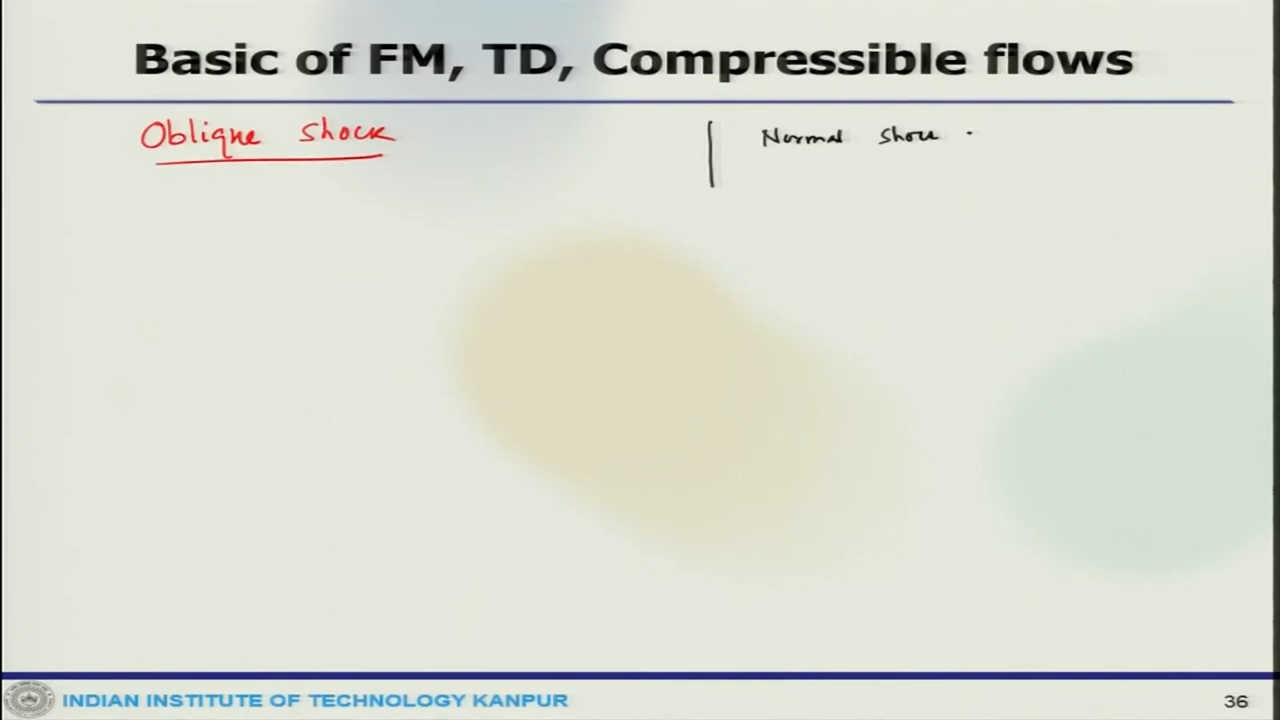 Basic of FM, TD, Compressible flows
Oblique Shock
Normal Shock
INDIAN INSTITUTE OF TECHNOLOGY KANPUR
36